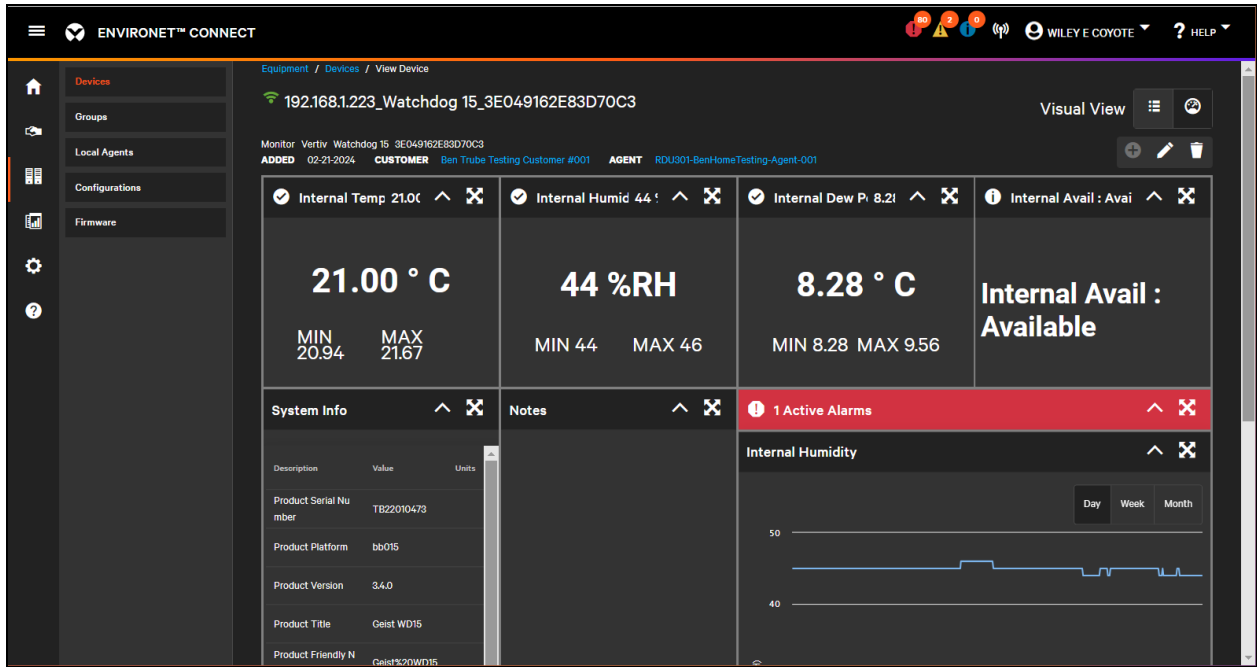 ENVIRONET™ CONNECT
80 2 0 WILEY E COYOTE ? HELP
Devices
Groups
Local Agents
Configurations
Firmware
Equipment / Devices / View Device
192.168.1.223_Watchdog 15_3E049162E83D70C3
Visual View
Monitor Vertiv Watchdog 15 3E049162E83D70C3
ADDED 02-21-2024 CUSTOMER Ben Trube Testing Customer #001 AGENT RDU301-BenHomeTesting-Agent-001
Internal Temp 21.0(
21.00 ° C
MIN MAX
20.94 21.67
Internal Humid 44 %
44 %RH
MIN 44 MAX 46
Internal Dew P 8.28
8.28 ° C
MIN 8.28 MAX 9.56
Internal Avail : Avai
Internal Avail :
Available
System Info
Description Value Units
Product Serial Nu
mber
TB22010473
Product Platform bb015
Product Version 3.4.0
Product Title Geist WD15
Product Friendly N
Geist%20WD15
Notes
1 Active Alarms
Internal Humidity
Day Week Month
50
40